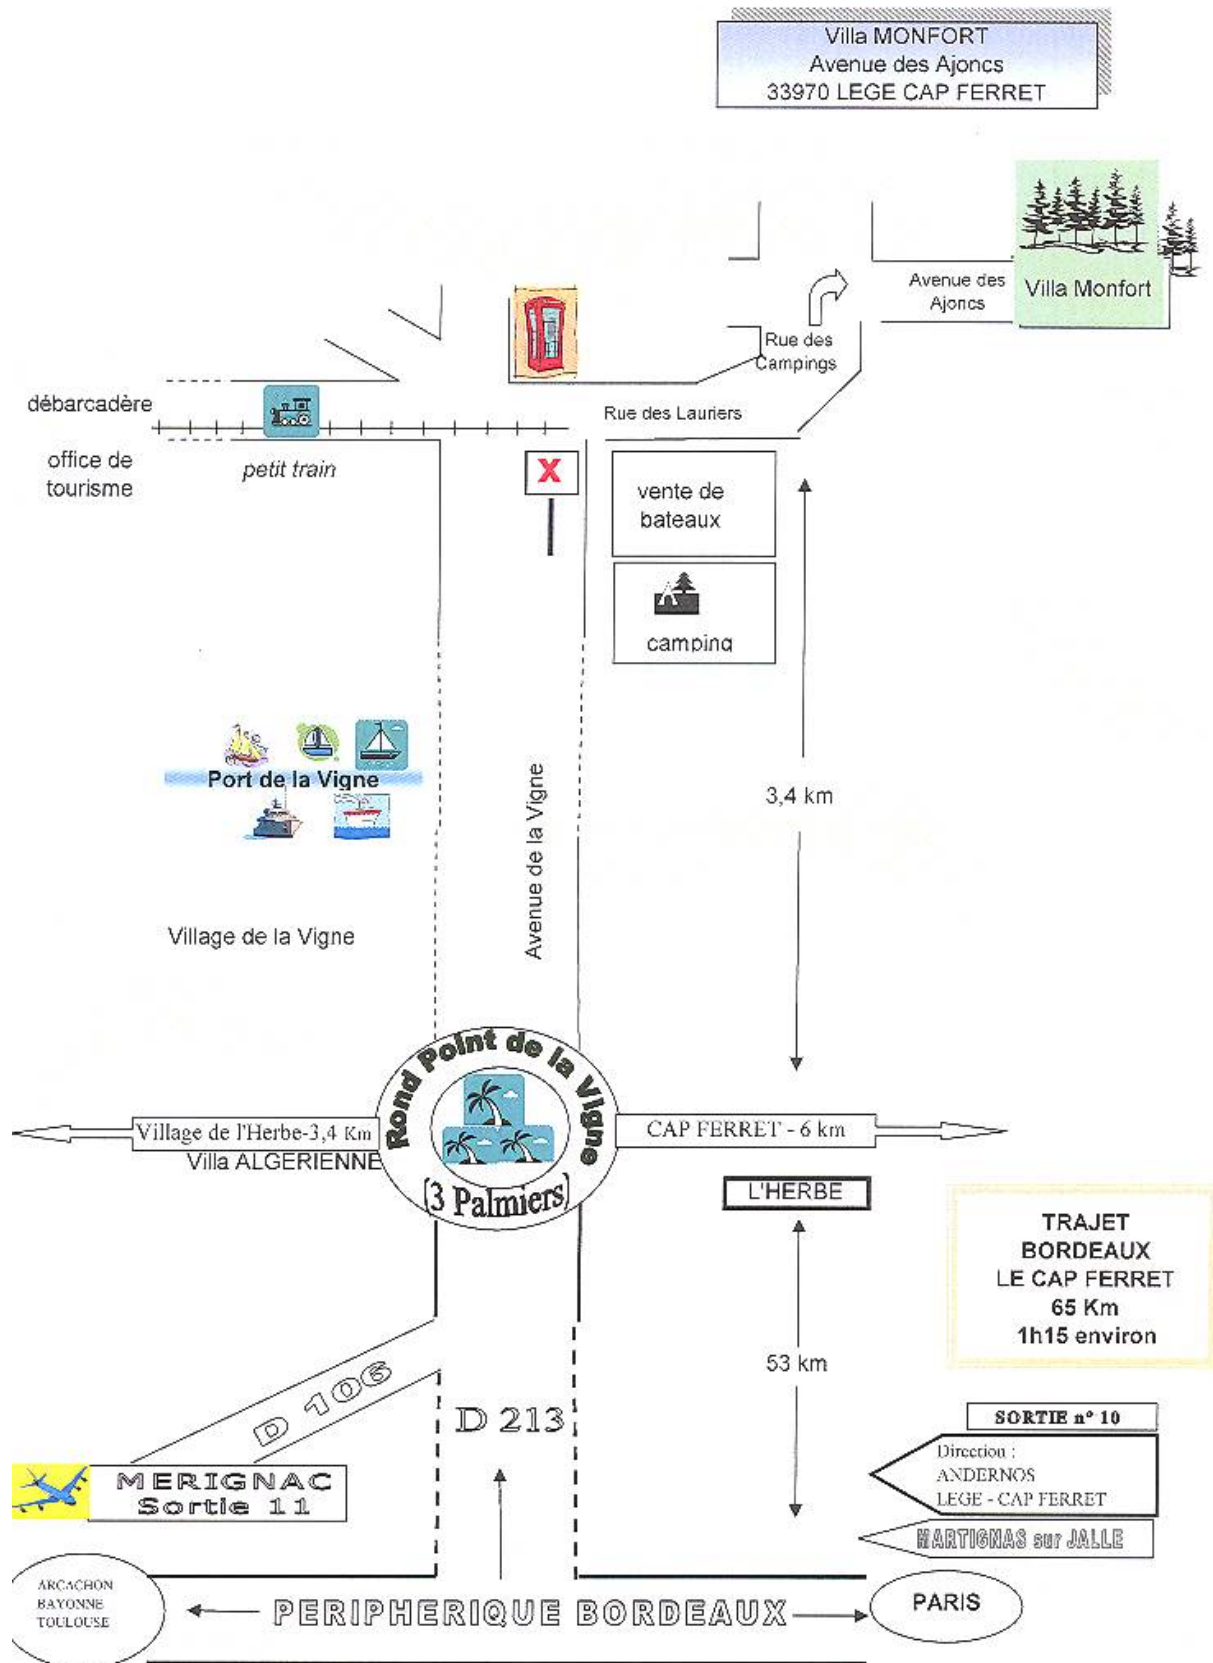 Villa MONFORT
Avenue des Ajoncs
33970 LEGE CAP FERRET
Avenue des
Ajoncs
Villa Monfort
Rue des
Campings
débarcadère
Rue des Lauriers
office de
tourisme
petit train
X
vente de
bateaux
camping
Port de la Vigne
Avenue de la Vigne
3,4 km
Village de la Vigne
Rond Point de la Vigne
(3 Palmiers)
Village de l'Herbe-3,4 Km
Villa ALGERIENNE
CAP FERRET - 6 km
L'HERBE
TRAJET
BORDEAUX
LE CAP FERRET
65 Km
1h15 environ
53 km
D 106
D 213
MERIGNAC
Sortie 11
SORTIE n° 10
Direction :
ANDERNOS
LEGE - CAP FERRET
MARTIGNAS sur JALLE
ARCACHON
BAYONNE
TOULOUSE
PERIPHERIQUE BORDEAUX
PARIS